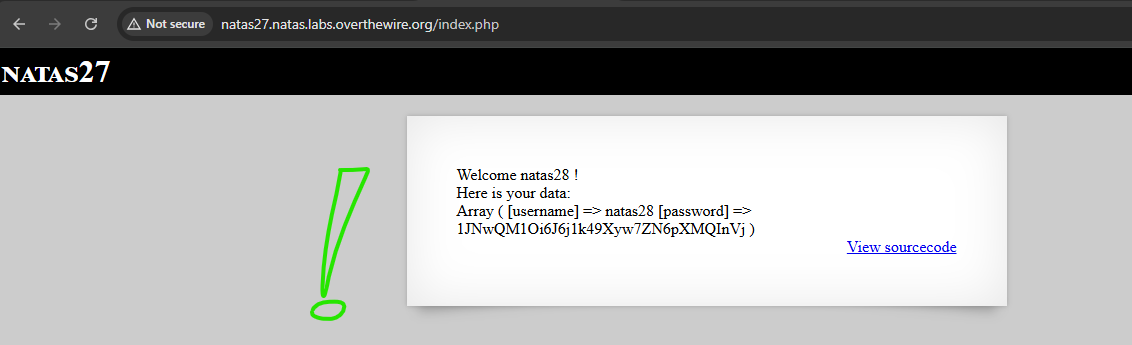 Not secure natas27.natas.labs.overthewire.org/index.php
NATAS27
Welcome natas28 !
Here is your data:
Array ( [username] => natas28 [password] =>
1JNwQM1Oi6J6j1k49Xyw7ZN6pXMQInVj )
View sourcecode
!